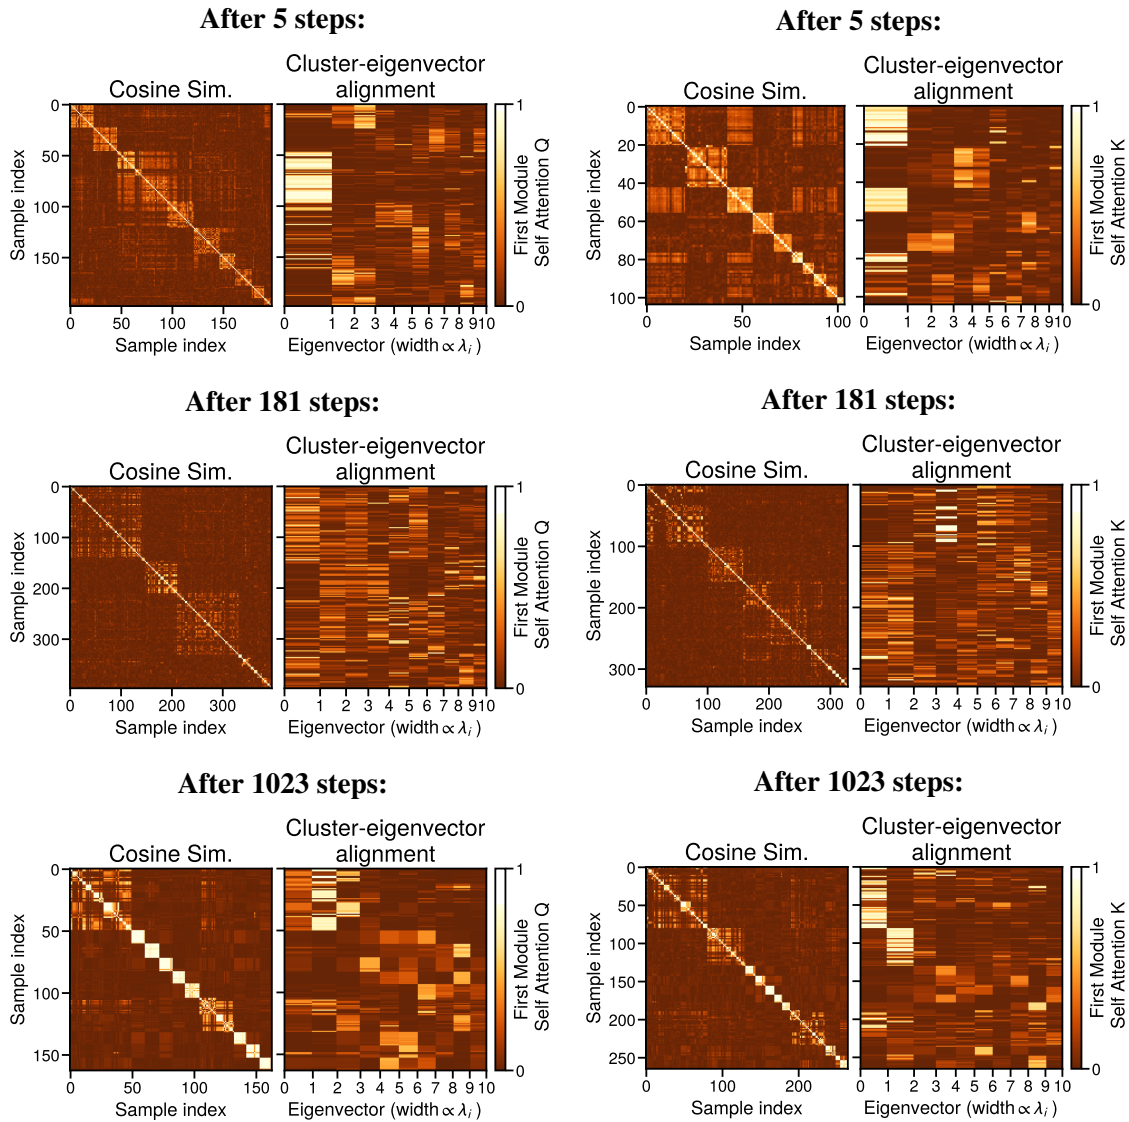 After 5 steps:
Cosine Sim.
Cluster-eigenvector
alignment
0
50
100
150
Sample index
0
50
100
150
Sample index
0
1
2
3
4
5
6
7
8
9
10
Eigenvector (width ∝ λi)
1
0
First Module
Self Attention Q
After 5 steps:
Cosine Sim.
Cluster-eigenvector
alignment
0
20
40
60
80
100
Sample index
0
50
100
Sample index
0
1
2
3
4
5
6
7
8
9
10
Eigenvector (width ∝ λi)
1
0
First Module
Self Attention K
After 181 steps:
Cosine Sim.
Cluster-eigenvector
alignment
0
100
200
300
Sample index
0
100
200
300
Sample index
0
1
2
3
4
5
6
7
8
9
10
Eigenvector (width ∝ λi)
1
0
First Module
Self Attention Q
After 181 steps:
Cosine Sim.
Cluster-eigenvector
alignment
0
100
200
300
Sample index
0
100
200
300
Sample index
0
1
2
3
4
5
6
7
8
9
10
Eigenvector (width ∝ λi)
1
0
First Module
Self Attention K
After 1023 steps:
Cosine Sim.
Cluster-eigenvector
alignment
0
50
100
150
Sample index
0
50
100
150
Sample index
0
1
2
3
4
5
6
7
8
9
10
Eigenvector (width ∝ λi)
1
0
First Module
Self Attention Q
After 1023 steps:
Cosine Sim.
Cluster-eigenvector
alignment
0
50
100
150
200
250
Sample index
0
100
200
Sample index
0
1
2
3
4
5
6
7
8
9
10
Eigenvector (width ∝ λi)
1
0
First Module
Self Attention K